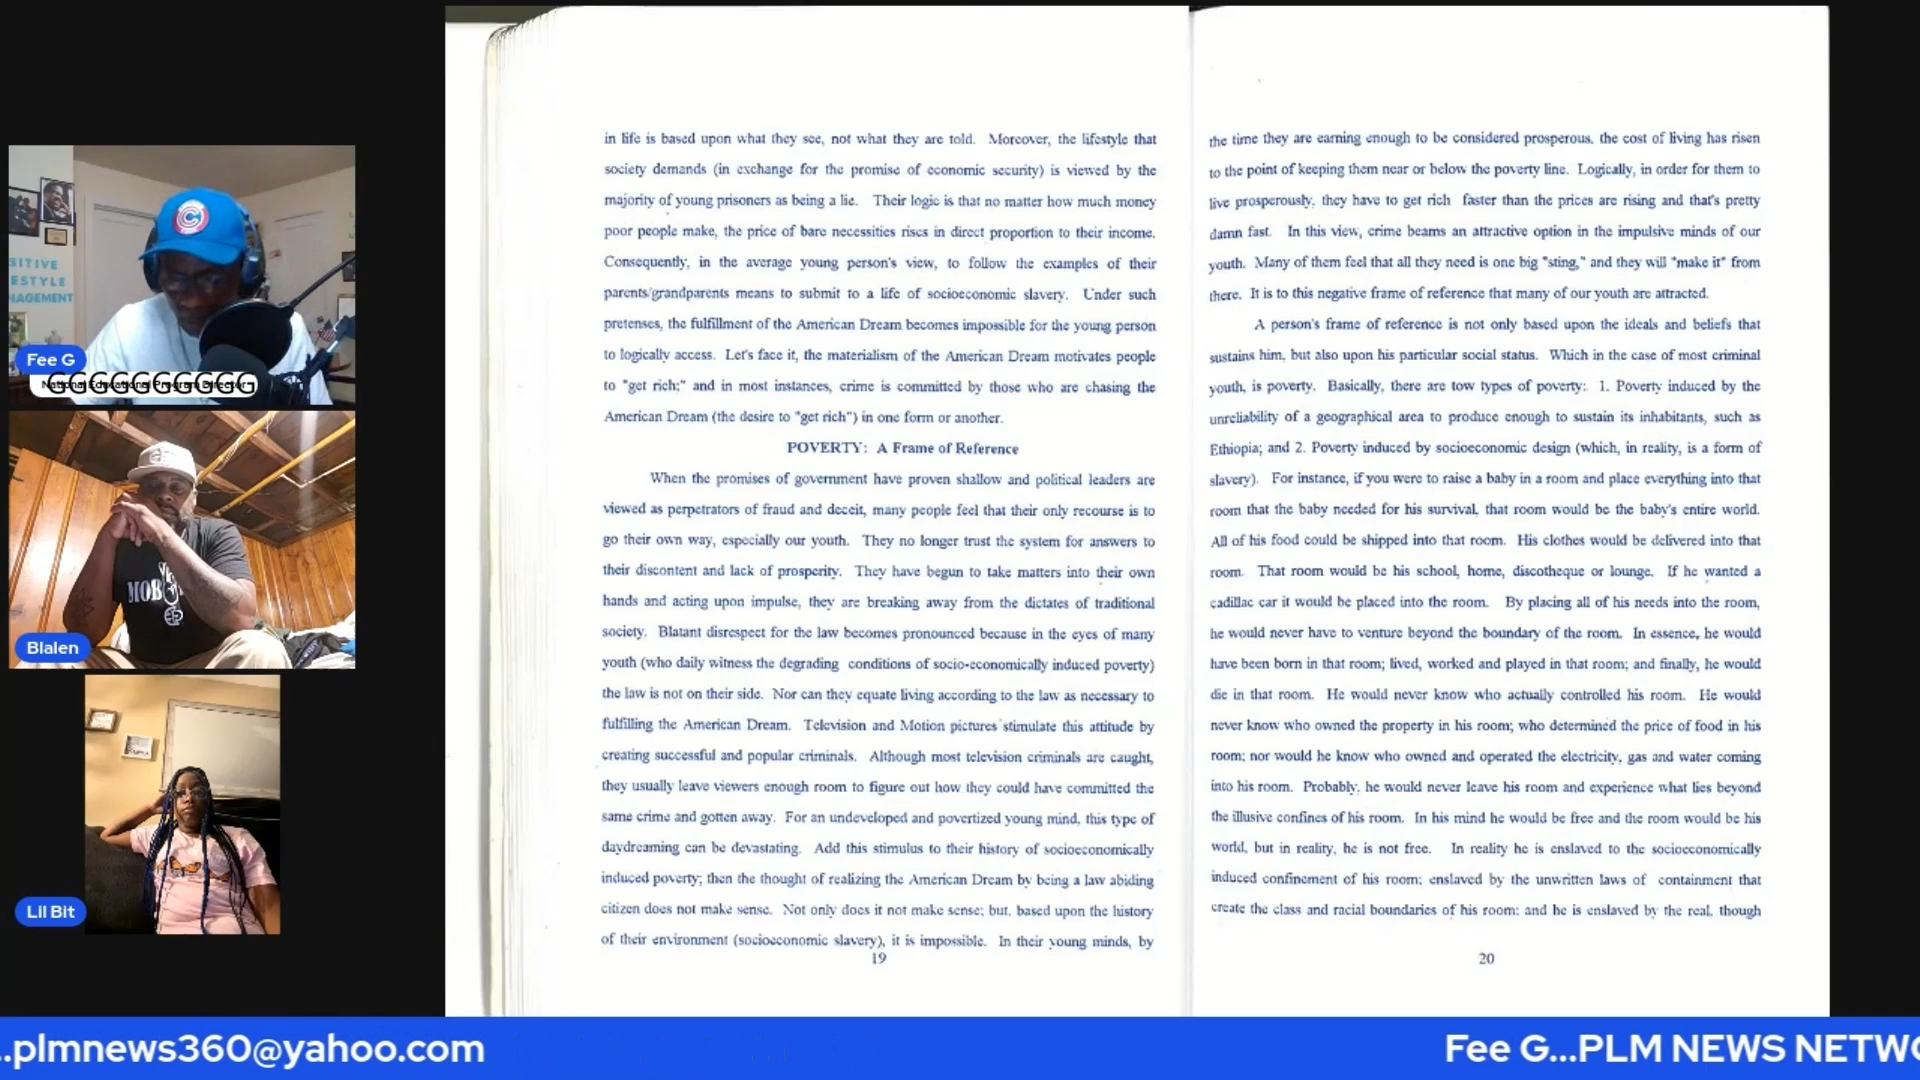 SITIVE
ESTYLE
NAGEMENT
Fee G
MOB
Blalen
Lil Bit
in life is based upon what they see, not what they are told. Moreover, the lifestyle that
society demands (in exchange for the promise of economic security) is viewed by the
majority of young prisoners as being a lie. Their logic is that no matter how much money
poor people make, the price of bare necessities rises in direct proportion to their income.
Consequently, in the average young person's view, to follow the examples of their
parents/grandparents means to submit to a life of socioeconomic slavery. Under such
pretenses, the fulfillment of the American Dream becomes impossible for the young person
to logically access. Let's face it, the materialism of the American Dream motivates people
to "get rich;" and in most instances, crime is committed by those who are chasing the
American Dream (the desire to "get rich") in one form or another.
POVERTY: A Frame of Reference
When the promises of government have proven shallow and political leaders are
viewed as perpetrators of fraud and deceit, many people feel that their only recourse is to
go their own way, especially our youth. They no longer trust the system for answers to
their discontent and lack of prosperity. They have begun to take matters into their own
hands and acting upon impulse, they are breaking away from the dictates of traditional
society. Blatant disrespect for the law becomes pronounced because in the eyes of many
youth (who daily witness the degrading conditions of socio-economically induced poverty)
the law is not on their side. Nor can they equate living according to the law as necessary to
fulfilling the American Dream. Television and Motion pictures stimulate this attitude by
creating successful and popular criminals. Although most television criminals are caught,
they usually leave viewers enough room to figure out how they could have committed the
same crime and gotten away. For an undeveloped and povertized young mind, this type of
daydreaming can be devastating. Add this stimulus to their history of socioeconomically
induced poverty; then the thought of realizing the American Dream by being a law abiding
citizen does not make sense. Not only does it not make sense; but, based upon the history
of their environment (socioeconomic slavery), it is impossible. In their young minds, by
19
the time they are earning enough to be considered prosperous, the cost of living has risen
to the point of keeping them near or below the poverty line. Logically, in order for them to
live prosperously, they have to get rich faster than the prices are rising and that's pretty
damn fast. In this view, crime beams an attractive option in the impulsive minds of our
youth. Many of them feel that all they need is one big "sting," and they will "make it" from
there. It is to this negative frame of reference that many of our youth are attracted.
A person's frame of reference is not only based upon the ideals and beliefs that
sustains him, but also upon his particular social status. Which in the case of most criminal
youth, is poverty. Basically, there are tow types of poverty: 1. Poverty induced by the
unreliability of a geographical area to produce enough to sustain its inhabitants, such as
Ethiopia; and 2. Poverty induced by socioeconomic design (which, in reality, is a form of
slavery). For instance, if you were to raise a baby in a room and place everything into that
room that the baby needed for his survival, that room would be the baby's entire world.
All of his food could be shipped into that room. His clothes would be delivered into that
room. That room would be his school, home, discotheque or lounge. If he wanted a
cadillac car it would be placed into the room. By placing all of his needs into the room,
he would never have to venture beyond the boundary of the room. In essence, he would
have been born in that room; lived, worked and played in that room; and finally, he would
die in that room. He would never know who actually controlled his room. He would
never know who owned the property in his room; who determined the price of food in his
room; nor would he know who owned and operated the electricity, gas and water coming
into his room. Probably, he would never leave his room and experience what lies beyond
the illusive confines of his room. In his mind he would be free and the room would be his
world, but in reality, he is not free. In reality he is enslaved to the socioeconomically
induced confinement of his room; enslaved by the unwritten laws of containment that
create the class and racial boundaries of his room; and he is enslaved by the real, though
20
..plmnews360@yahoo.com
Fee G...PLM NEWS NETWO